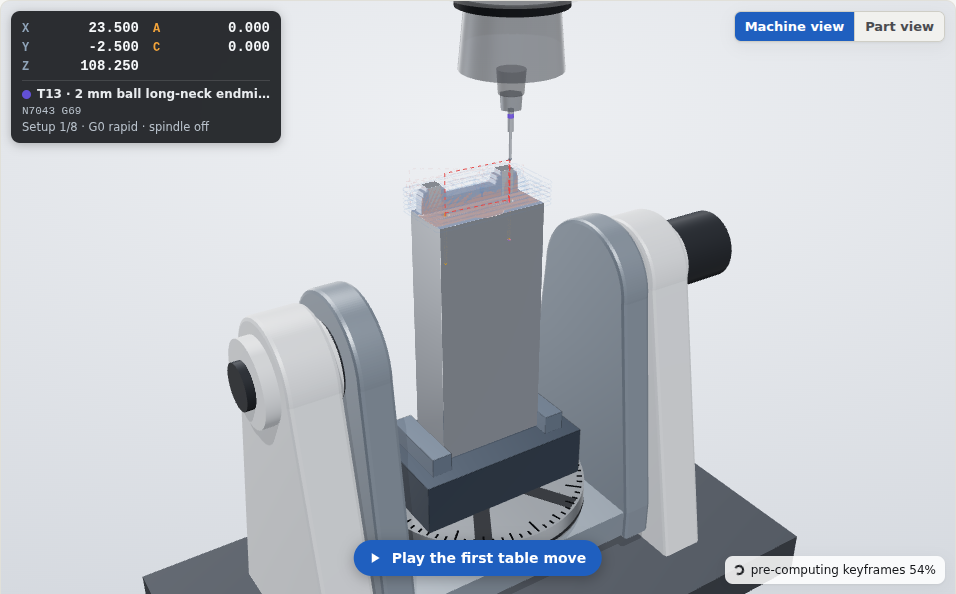 X 23.500 A 0.000
Y -2.500 C 0.000
Z 108.250
T13 · 2 mm ball long-neck endmi…
N7043 G69
Setup 1/8 · G0 rapid · spindle off
Machine view
Part view
Play the first table move
pre-computing keyframes 54%